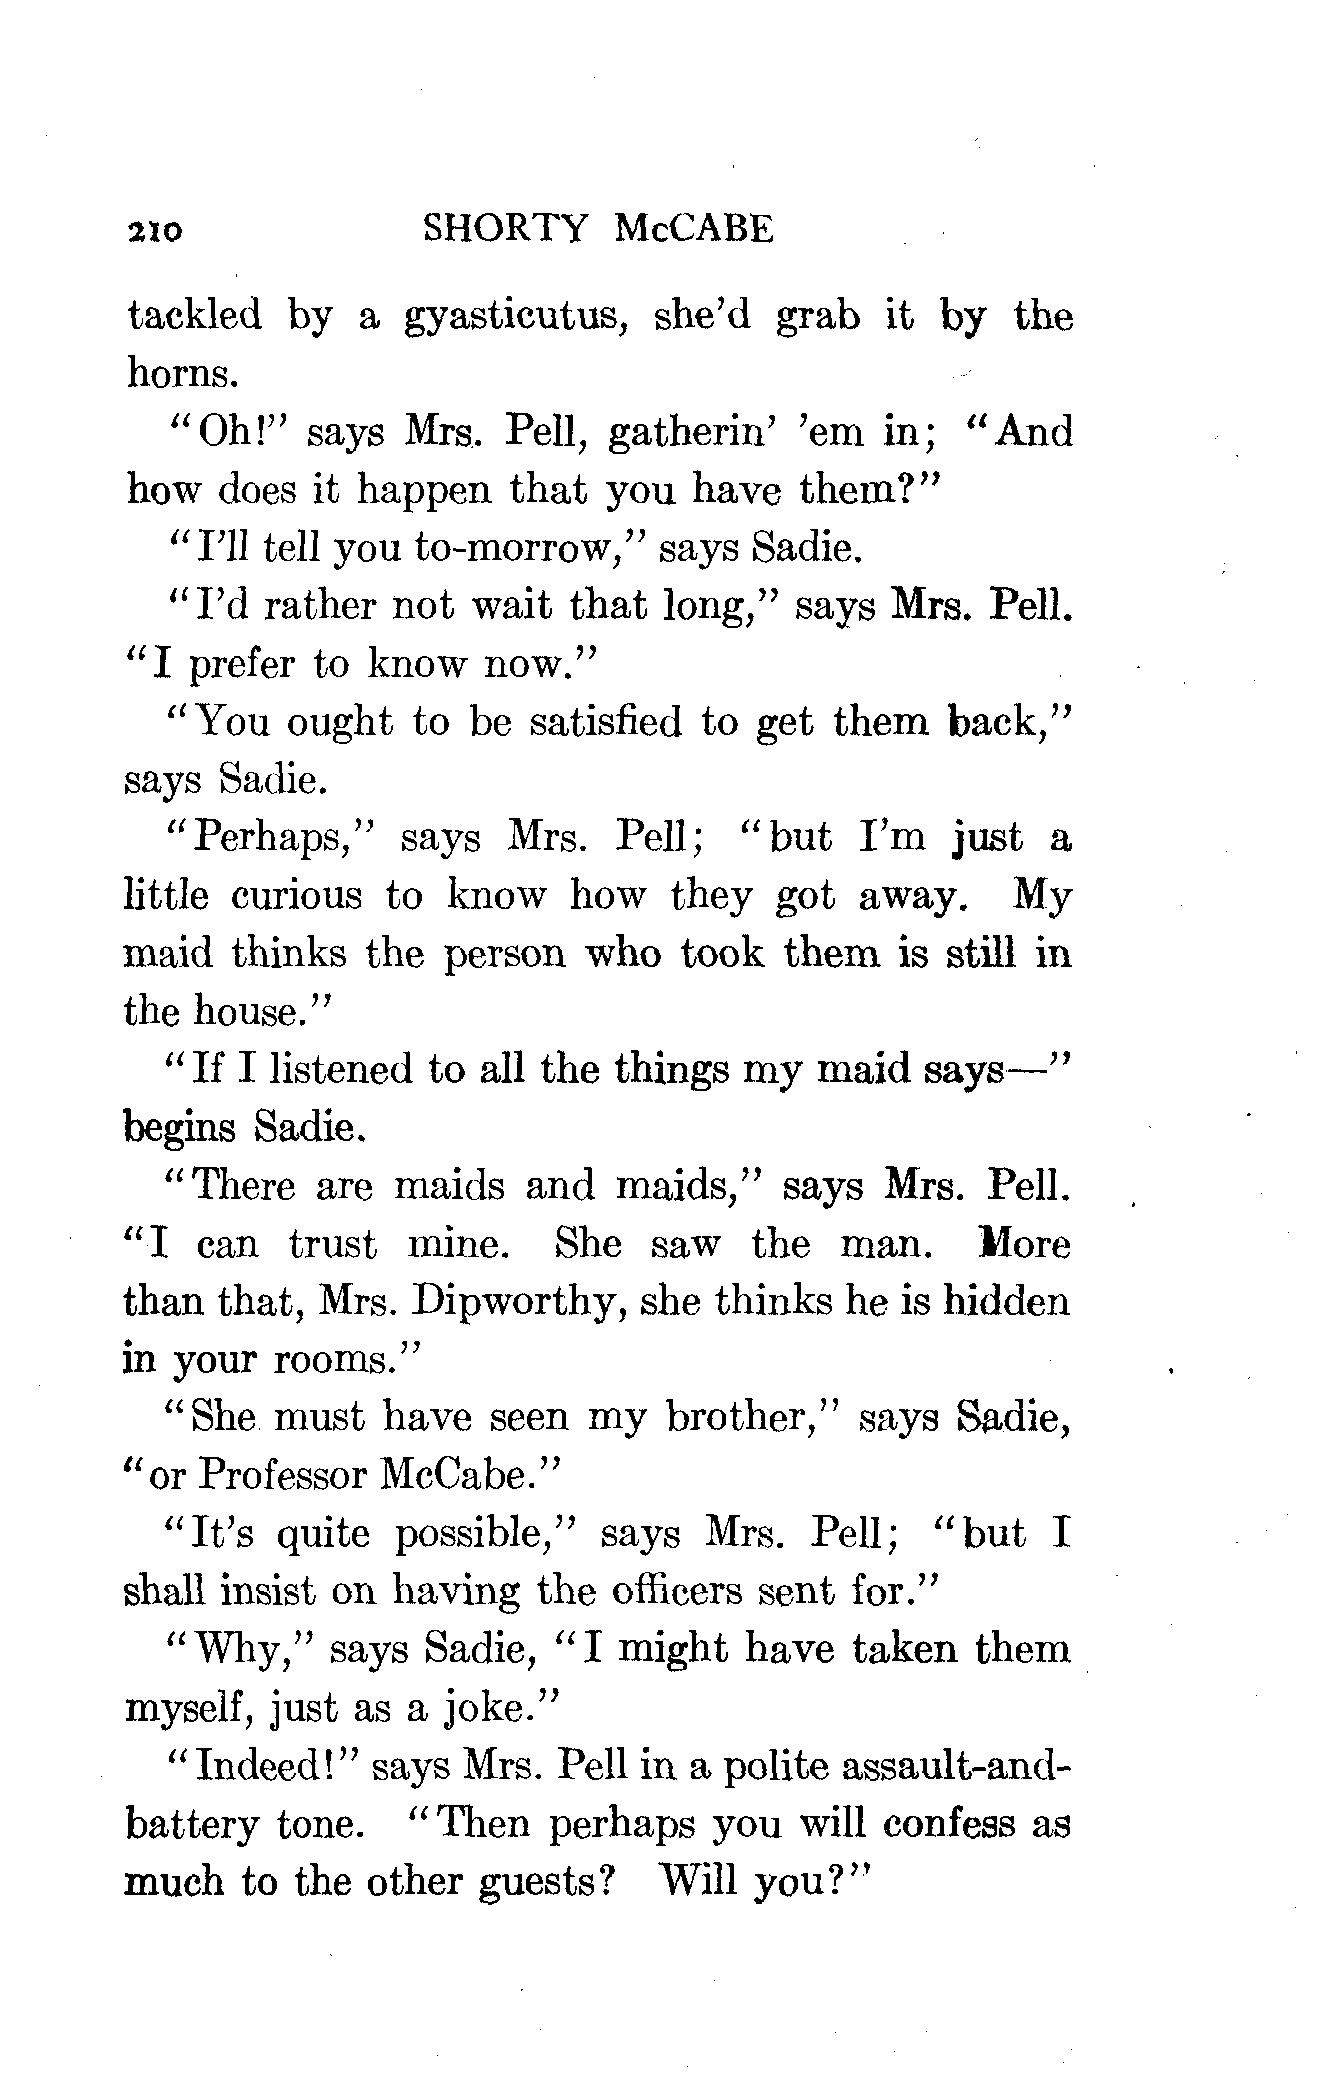 210 SHORTY McCABE
tackled by a gyasticutus, she'd grab it by the
horns.
"Oh!" says Mrs. Pell, gatherin' 'em in; "And
how does it happen that you have them?"
"I'll tell you to-morrow," says Sadie.
"I'd rather not wait that long," says Mrs. Pell.
"I prefer to know now."
"You ought to be satisfied to get them back,"
says Sadie.
"Perhaps," says Mrs. Pell; "but I'm just a
little curious to know how they got away. My
maid thinks the person who took them is still in
the house."
"If I listened to all the things my maid says—"
begins Sadie.
"There are maids and maids," says Mrs. Pell.
"I can trust mine. She saw the man. More
than that, Mrs. Dipworthy, she thinks he is hidden
in your rooms."
"She must have seen my brother," says Sadie,
"or Professor McCabe."
"It's quite possible," says Mrs. Pell; "but I
shall insist on having the officers sent for."
"Why," says Sadie, "I might have taken them
myself, just as a joke."
"Indeed!" says Mrs. Pell in a polite assault-and-
battery tone. "Then perhaps you will confess as
much to the other guests? Will you?"